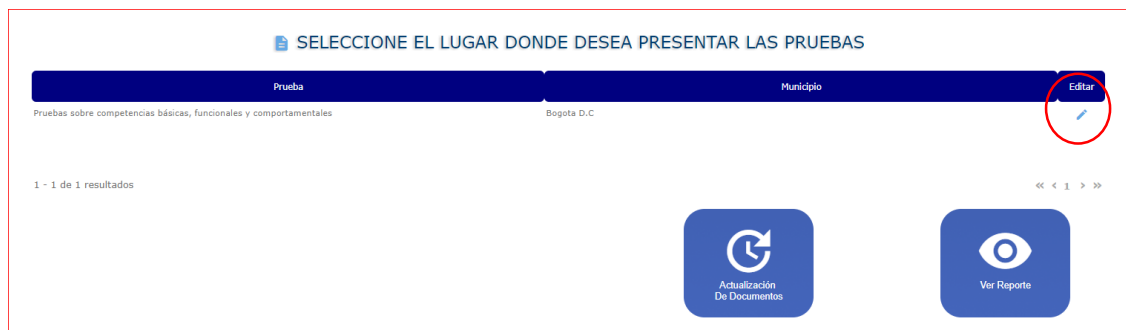 SELECCIONE EL LUGAR DONDE DESEA PRESENTAR LAS PRUEBAS
Prueba Municipio Editar
Pruebas sobre competencias básicas, funcionales y comportamentales Bogota D.C
1 - 1 de 1 resultados « ‹ 1 › »
Actualización
De Documentos
Ver Reporte